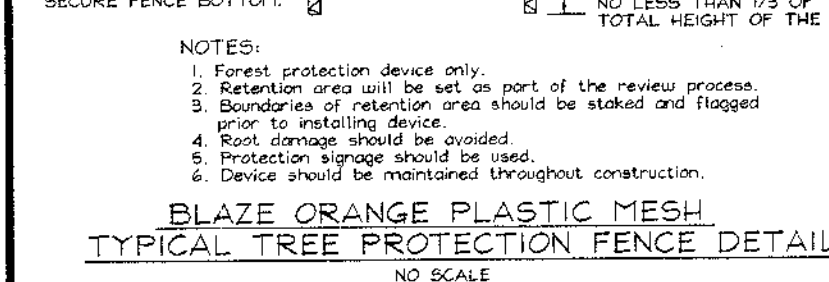 SECURE FENCE BOTTOM.
NO LESS THAN 1/3 OF
TOTAL HEIGHT OF THE
NOTES:
1. Forest protection device only.
2. Retention area will be set as part of the review process.
3. Boundaries of retention area should be staked and flagged
prior to installing device.
4. Root damage should be avoided.
5. Protection signage should be used.
6. Device should be maintained throughout construction.
BLAZE ORANGE PLASTIC MESH
TYPICAL TREE PROTECTION FENCE DETAIL
NO SCALE